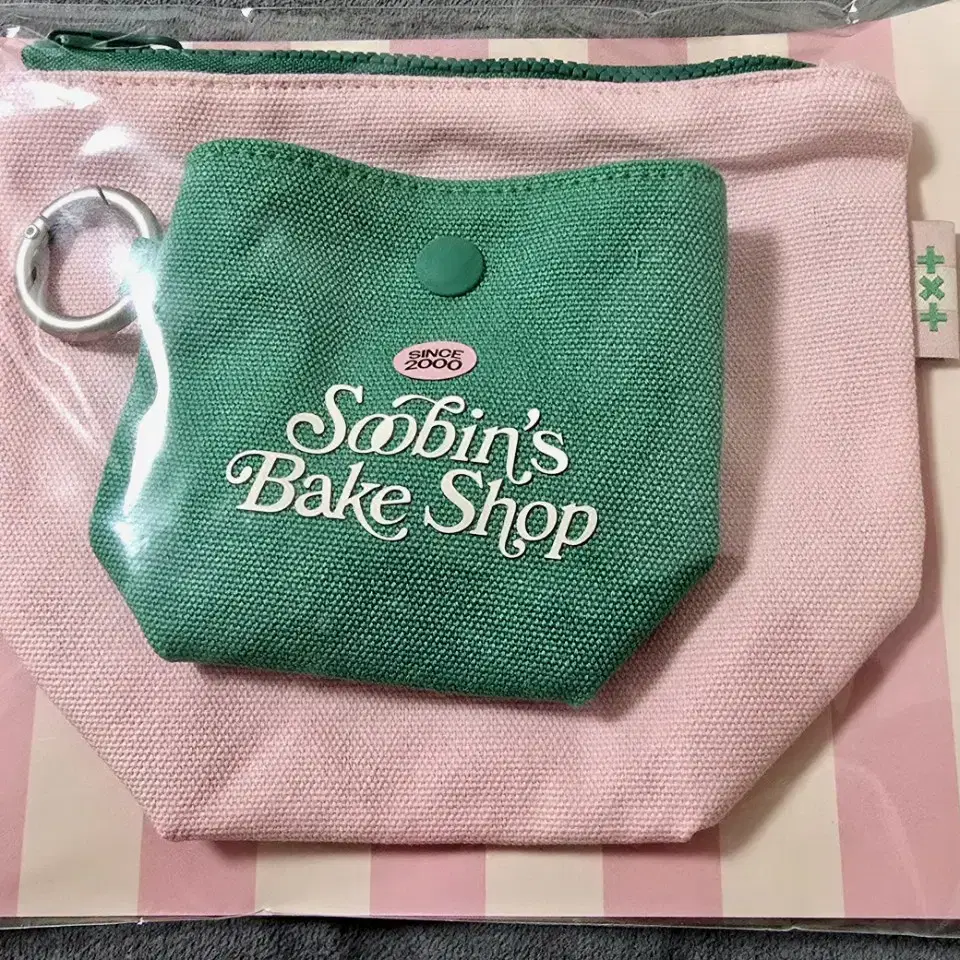 SINCE
2000
Soobin's
Bake Shop
+×+